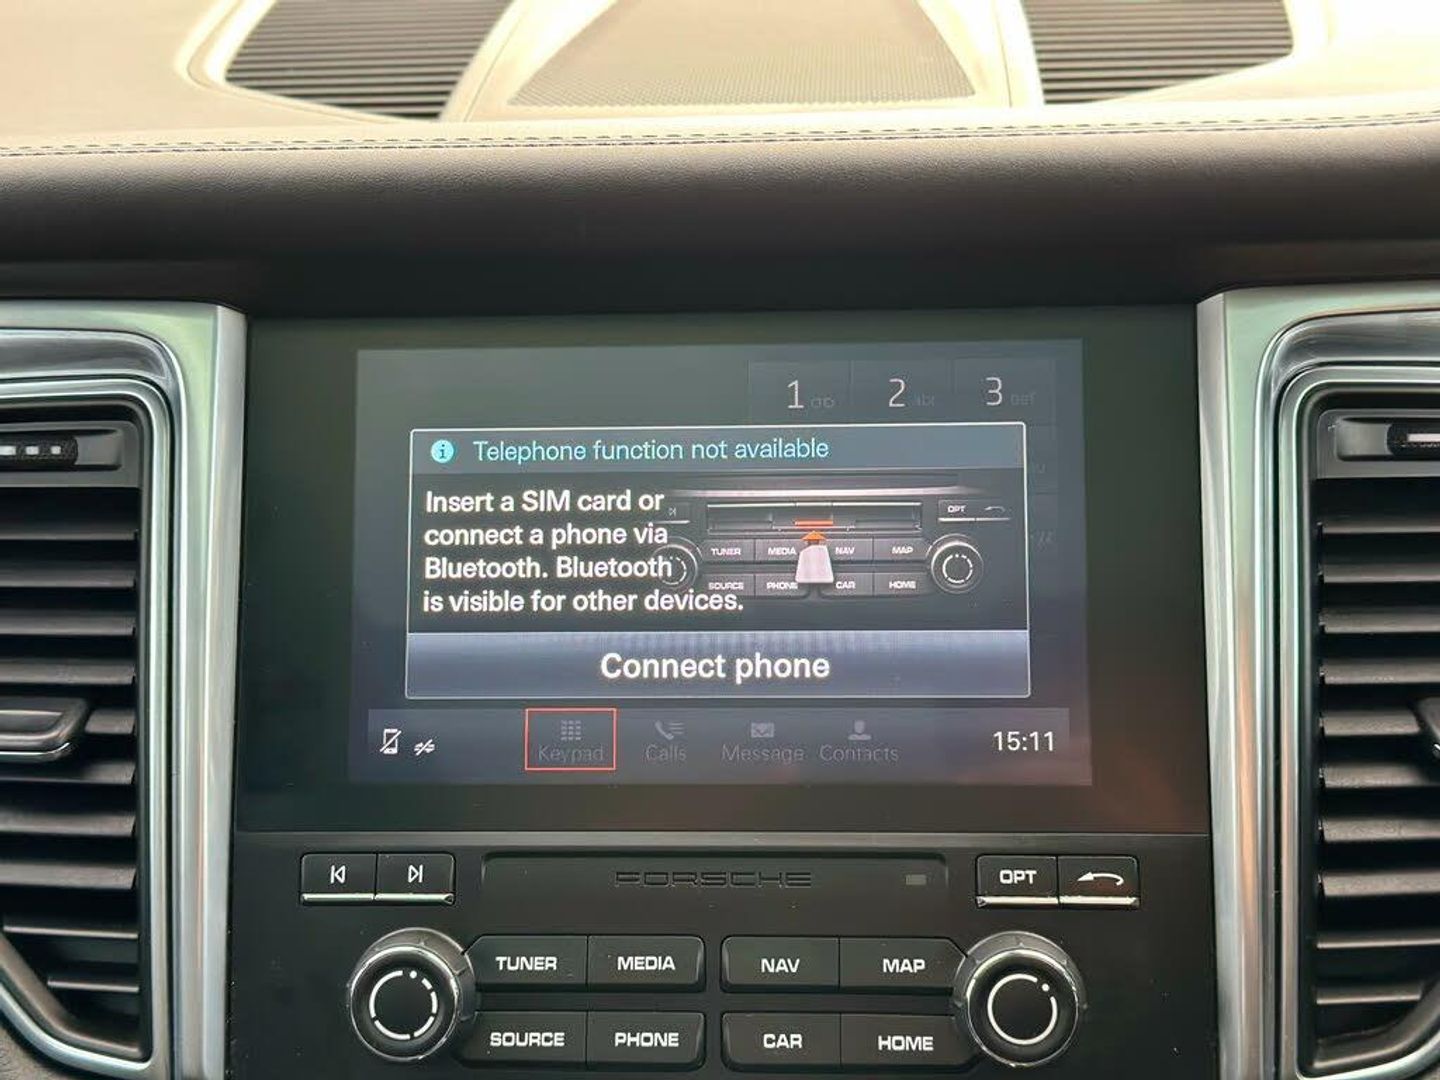 1 2 3
Telephone function not available
Insert a SIM card or
connect a phone via
Bluetooth. Bluetooth
is visible for other devices.
OPT
TUNER MEDIA NAV MAP
SOURCE PHONE CAR HOME
Connect phone
Keypad Calls Message Contacts 15:11
PORSCHE
OPT
TUNER MEDIA NAV MAP
SOURCE PHONE CAR HOME